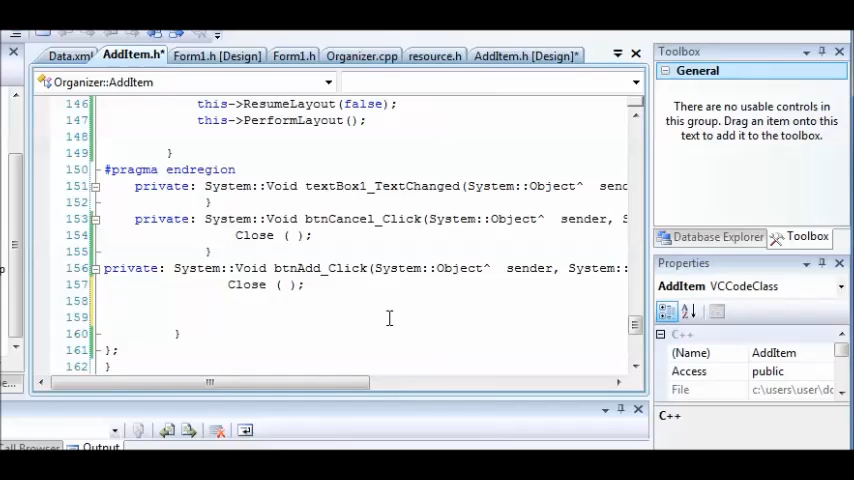 Data.xml
AddItem.h*
Form1.h [Design]
Form1.h
Organizer.cpp
resource.h
AddItem.h [Design]*
Organizer::AddItem
146 this->ResumeLayout(false);
147 this->PerformLayout();
148
149 }
150 #pragma endregion
151 private: System::Void textBox1_TextChanged(System::Object^ send
152 }
153 private: System::Void btnCancel_Click(System::Object^ sender, S
154 Close ( );
155 }
156 private: System::Void btnAdd_Click(System::Object^ sender, System::
157 Close ( );
158
159
160 }
161 };
162 }
Toolbox
General
There are no usable controls in
this group. Drag an item onto this
text to add it to the toolbox.
Database Explorer
Toolbox
Properties
AddItem VCCodeClass
C++
(Name) AddItem
Access public
File c:\users\user\dc
C++
e...
all Browser
Output